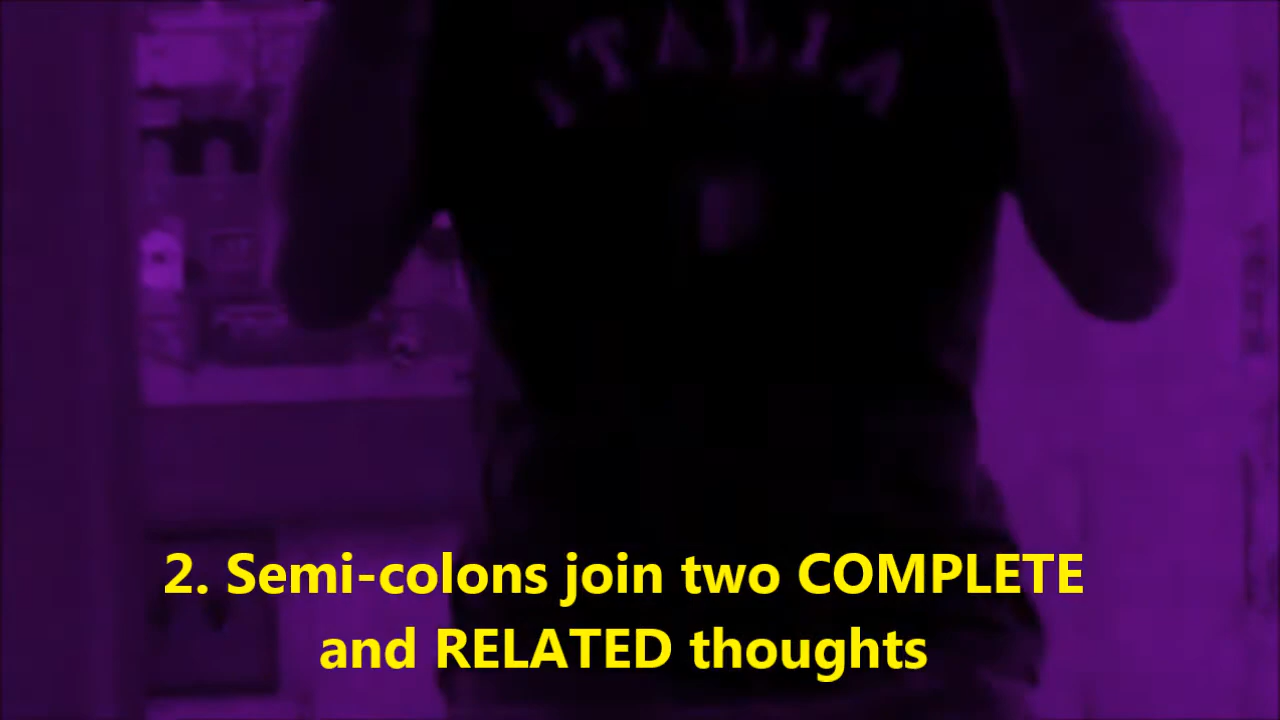 ITALIA
2. Semi-colons join two COMPLETE
and RELATED thoughts